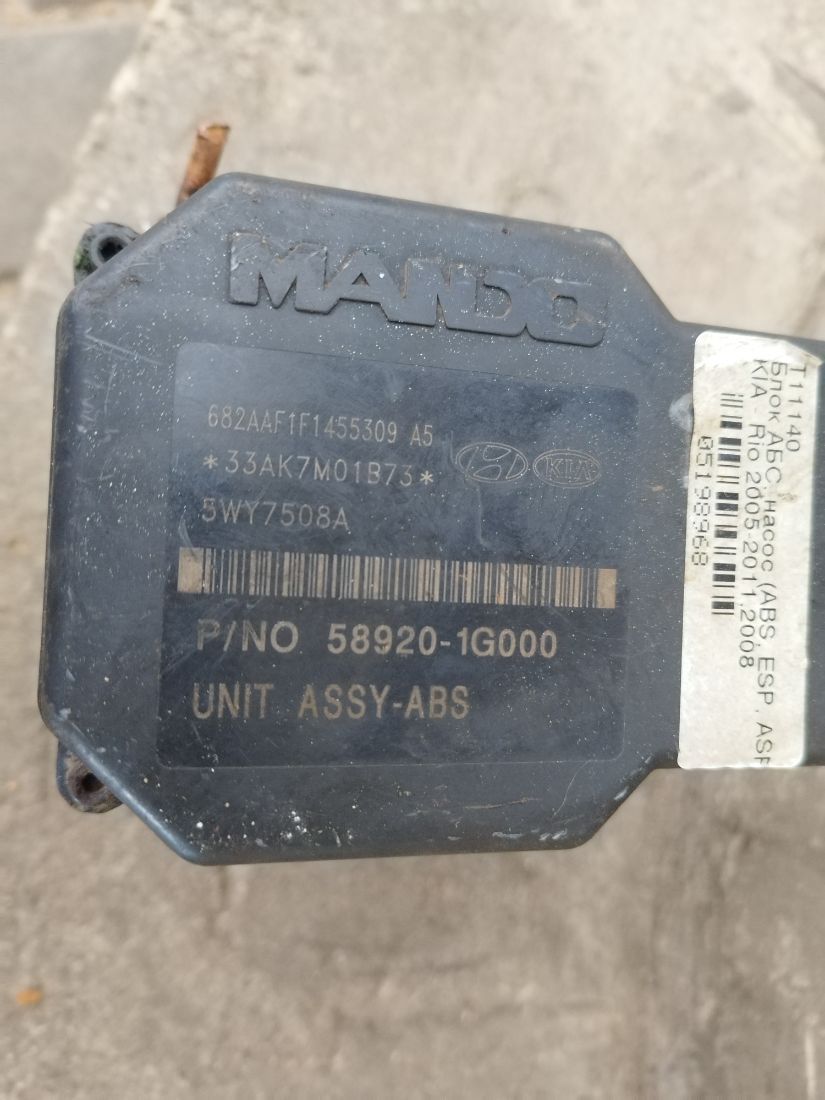 MANDO
682AAF1F1455309 A5
*33AK7M01B73*
KIA
5WY7508A
P/NO 58920-1G000
UNIT ASSY-ABS
T11140
Блок АБС, насос (ABS, ESP, ASR
KIA - Rio 2005-2011,2008
05198968